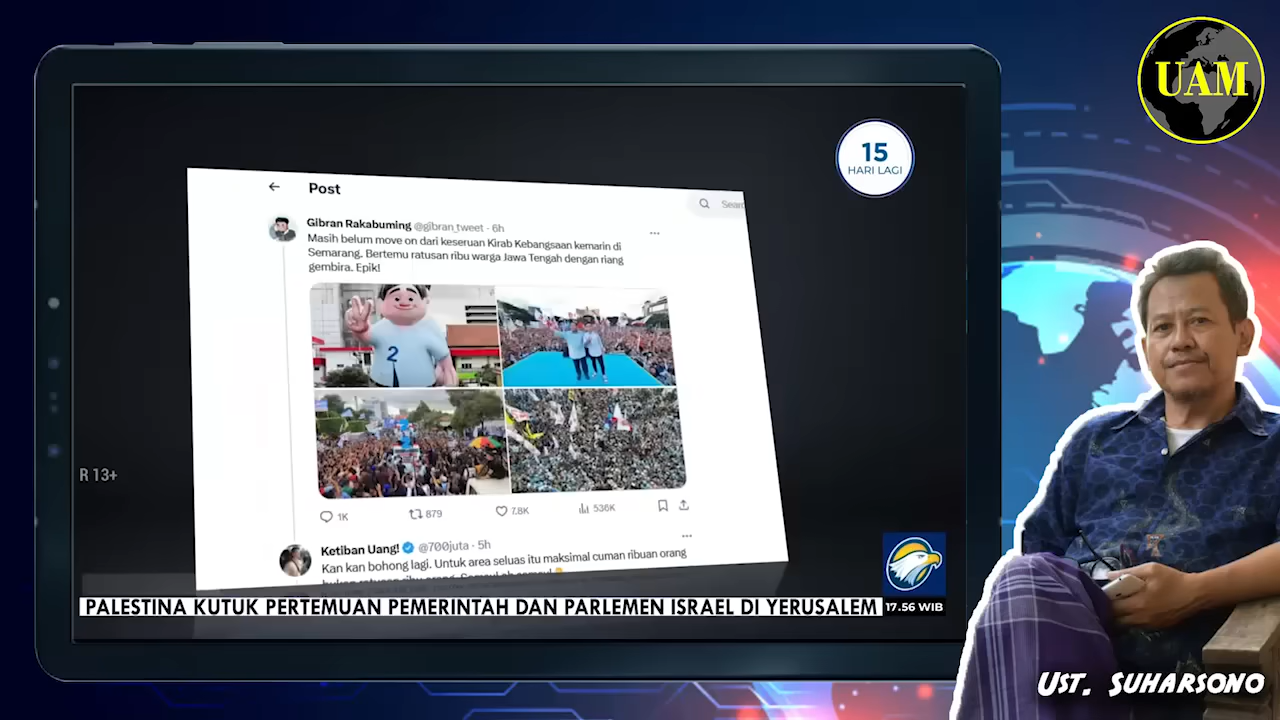 UAM
15
HARI LAGI
Post
Sear
Gibran Rakabuming @gibran_tweet · 6h
Masih belum move on dari keseruan Kirab Kebangsaan kemarin di
Semarang. Bertemu ratusan ribu warga Jawa Tengah dengan riang
gembira. Epik!
2
1K 879 7.8K 536K
R 13+
Ketiban Uang! @700juta · 5h
Kan kan bohong lagi. Untuk area seluas itu maksimal cuman ribuan orang
PALESTINA KUTUK PERTEMUAN PEMERINTAH DAN PARLEMEN ISRAEL DI YERUSALEM
17.56 WIB
UST. SUHARSONO